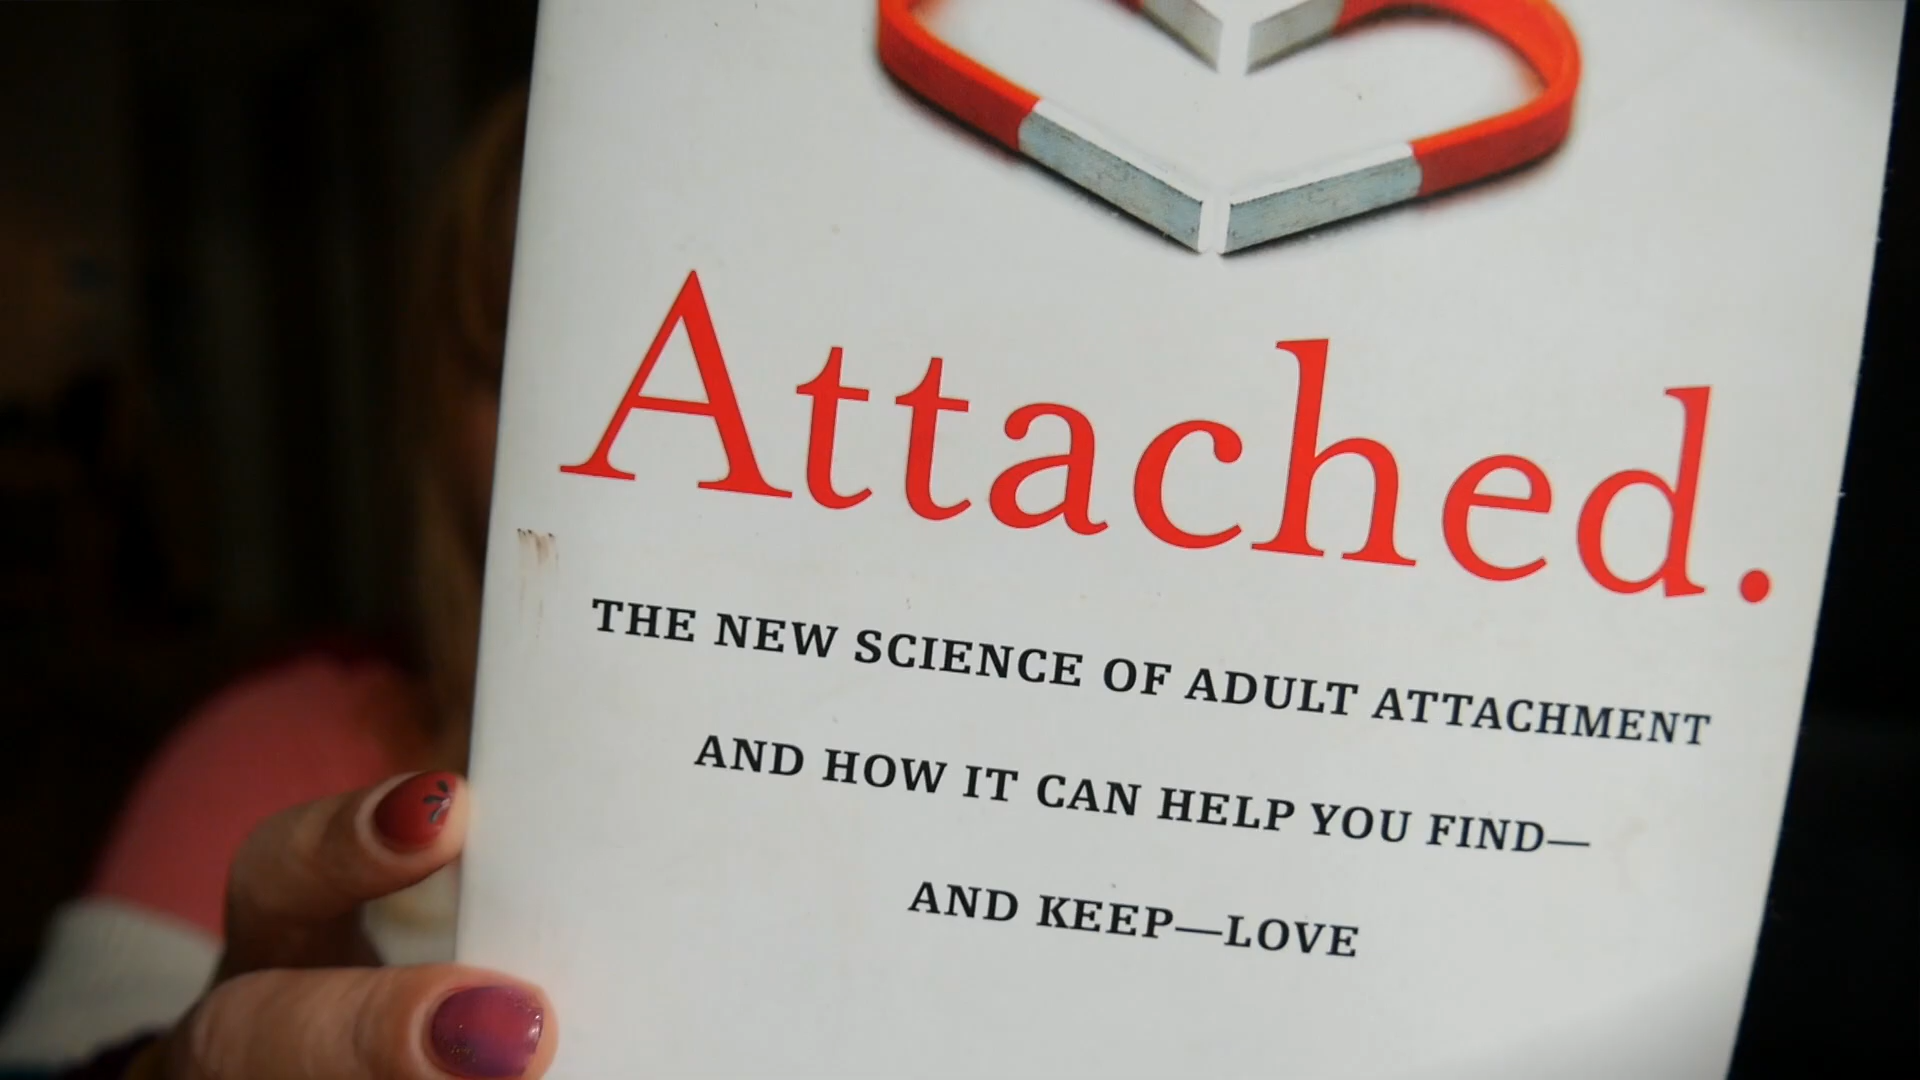 Attached.
THE NEW SCIENCE OF ADULT ATTACHMENT
AND HOW IT CAN HELP YOU FIND—
AND KEEP—LOVE